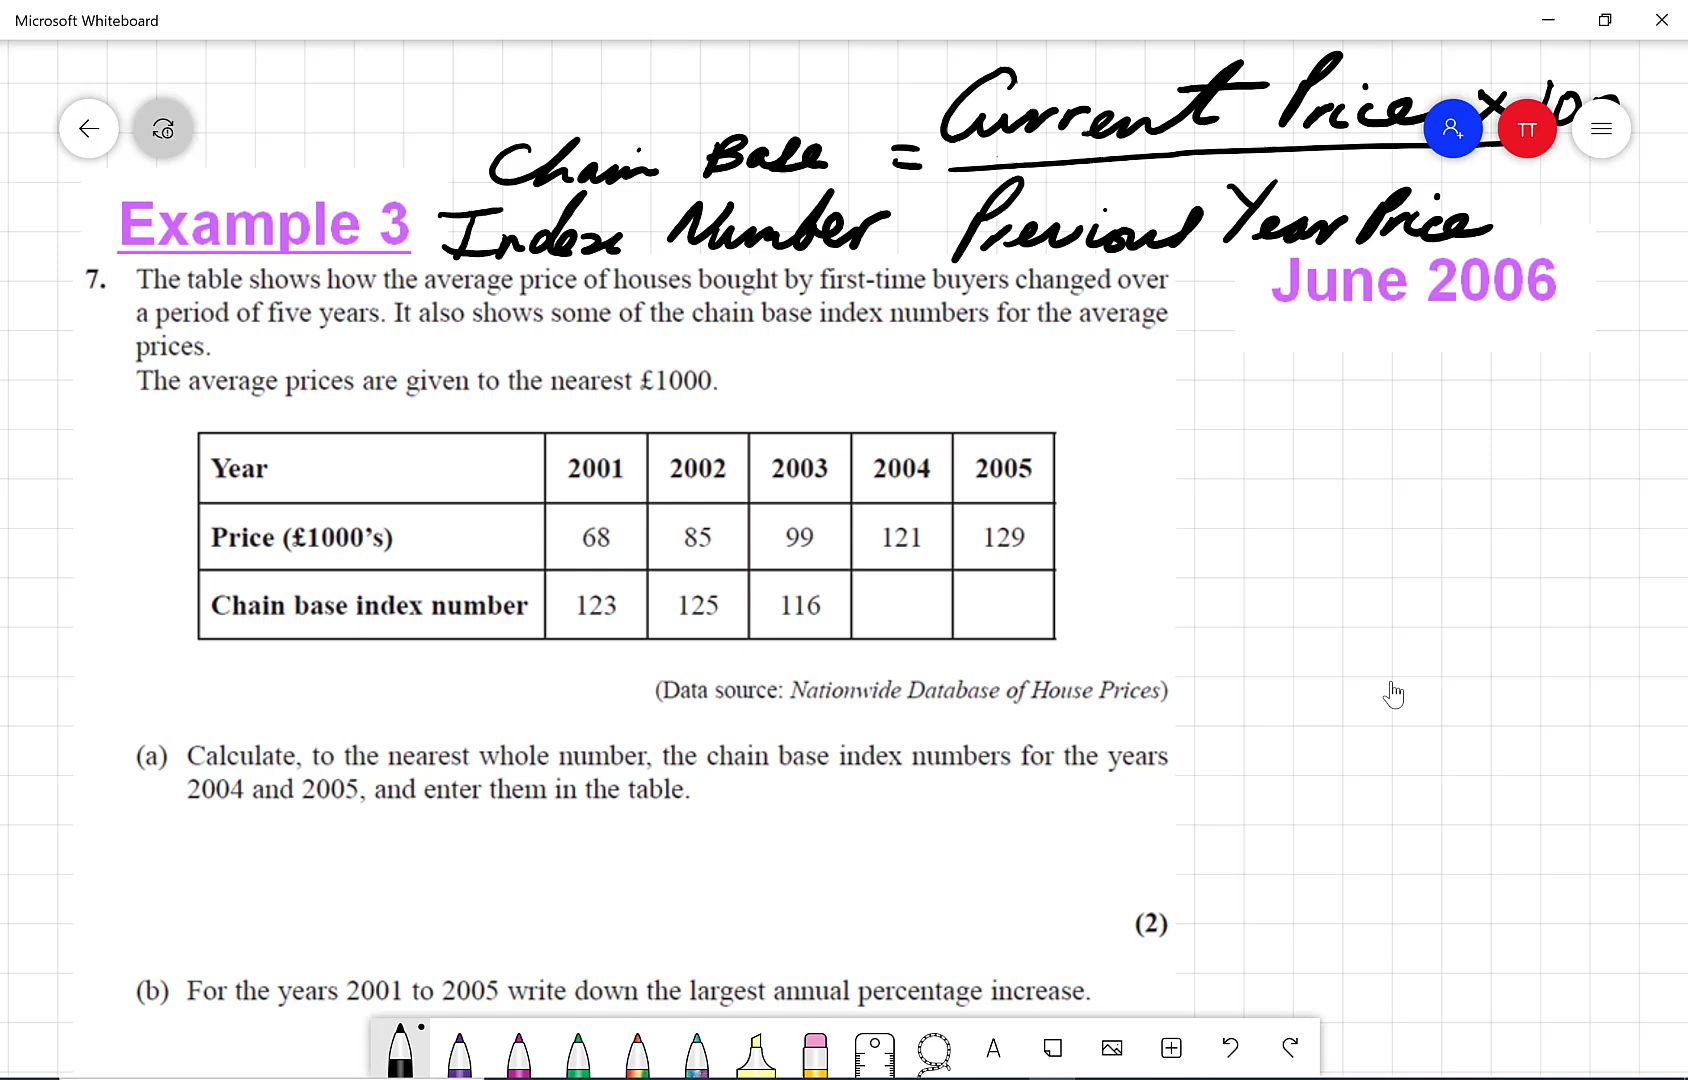 Microsoft Whiteboard
Chain Base = Current Price × 100
Index Number Previous Year Price
TT
Example 3
June 2006
7. The table shows how the average price of houses bought by first-time buyers changed over
a period of five years. It also shows some of the chain base index numbers for the average
prices.
The average prices are given to the nearest £1000.
Year 2001 2002 2003 2004 2005
Price (£1000’s) 68 85 99 121 129
Chain base index number 123 125 116
(Data source: Nationwide Database of House Prices)
(a) Calculate, to the nearest whole number, the chain base index numbers for the years
2004 and 2005, and enter them in the table.
(2)
(b) For the years 2001 to 2005 write down the largest annual percentage increase.
A